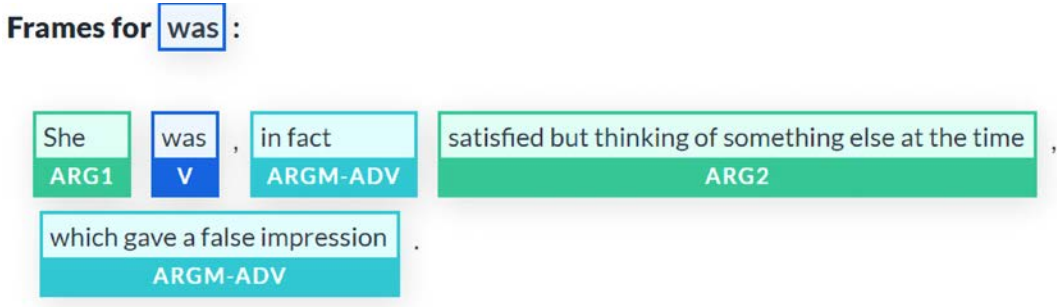 Frames for was :
She was , in fact satisfied but thinking of something else at the time ,
ARG1 V ARGM-ADV ARG2
which gave a false impression .
ARGM-ADV